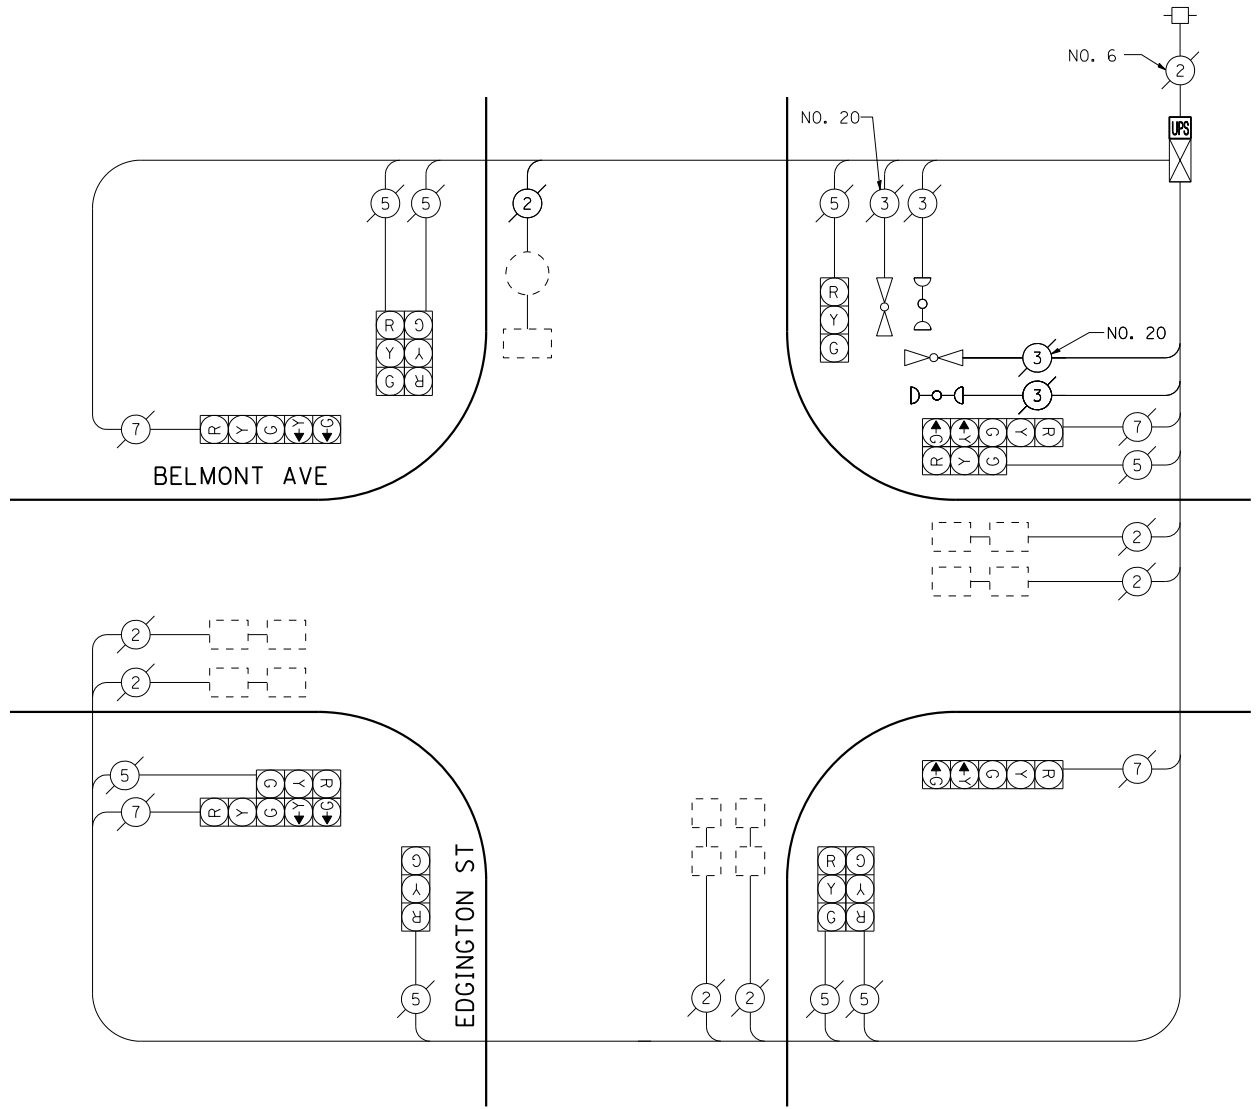 NO. 6
2
UPS
NO. 20
5 5 2 5 3 3
R
Y
G
R G
Y Y
G R
3 NO. 20
3
7 R Y G Y G
G Y G Y R 7
R Y G 5
BELMONT AVE
2
2
2
2
5 G Y R
7 R Y G Y G
G Y G Y R 7
G
Y
R
R G
Y Y
G R
EDGINGTON ST
5 2 2 5 5